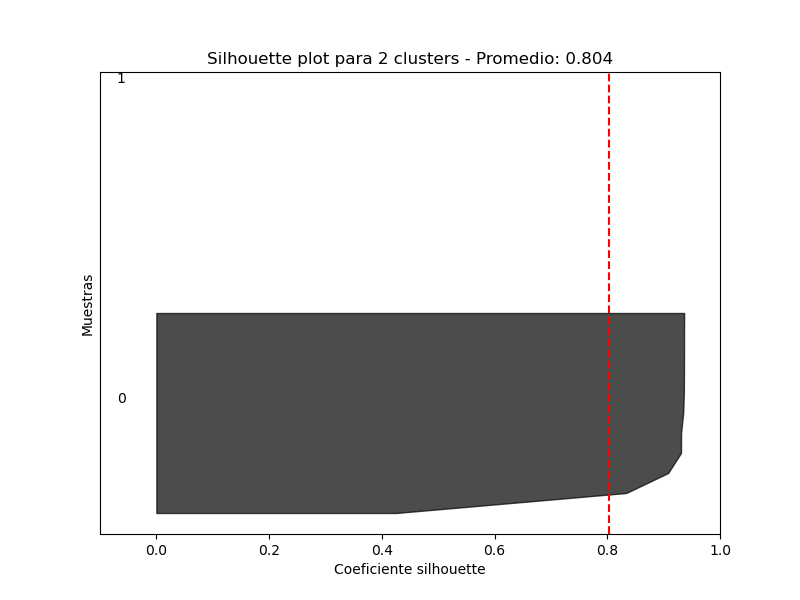 Silhouette plot para 2 clusters - Promedio: 0.804
1
Muestras
0
0.0 0.2 0.4 0.6 0.8 1.0
Coeficiente silhouette